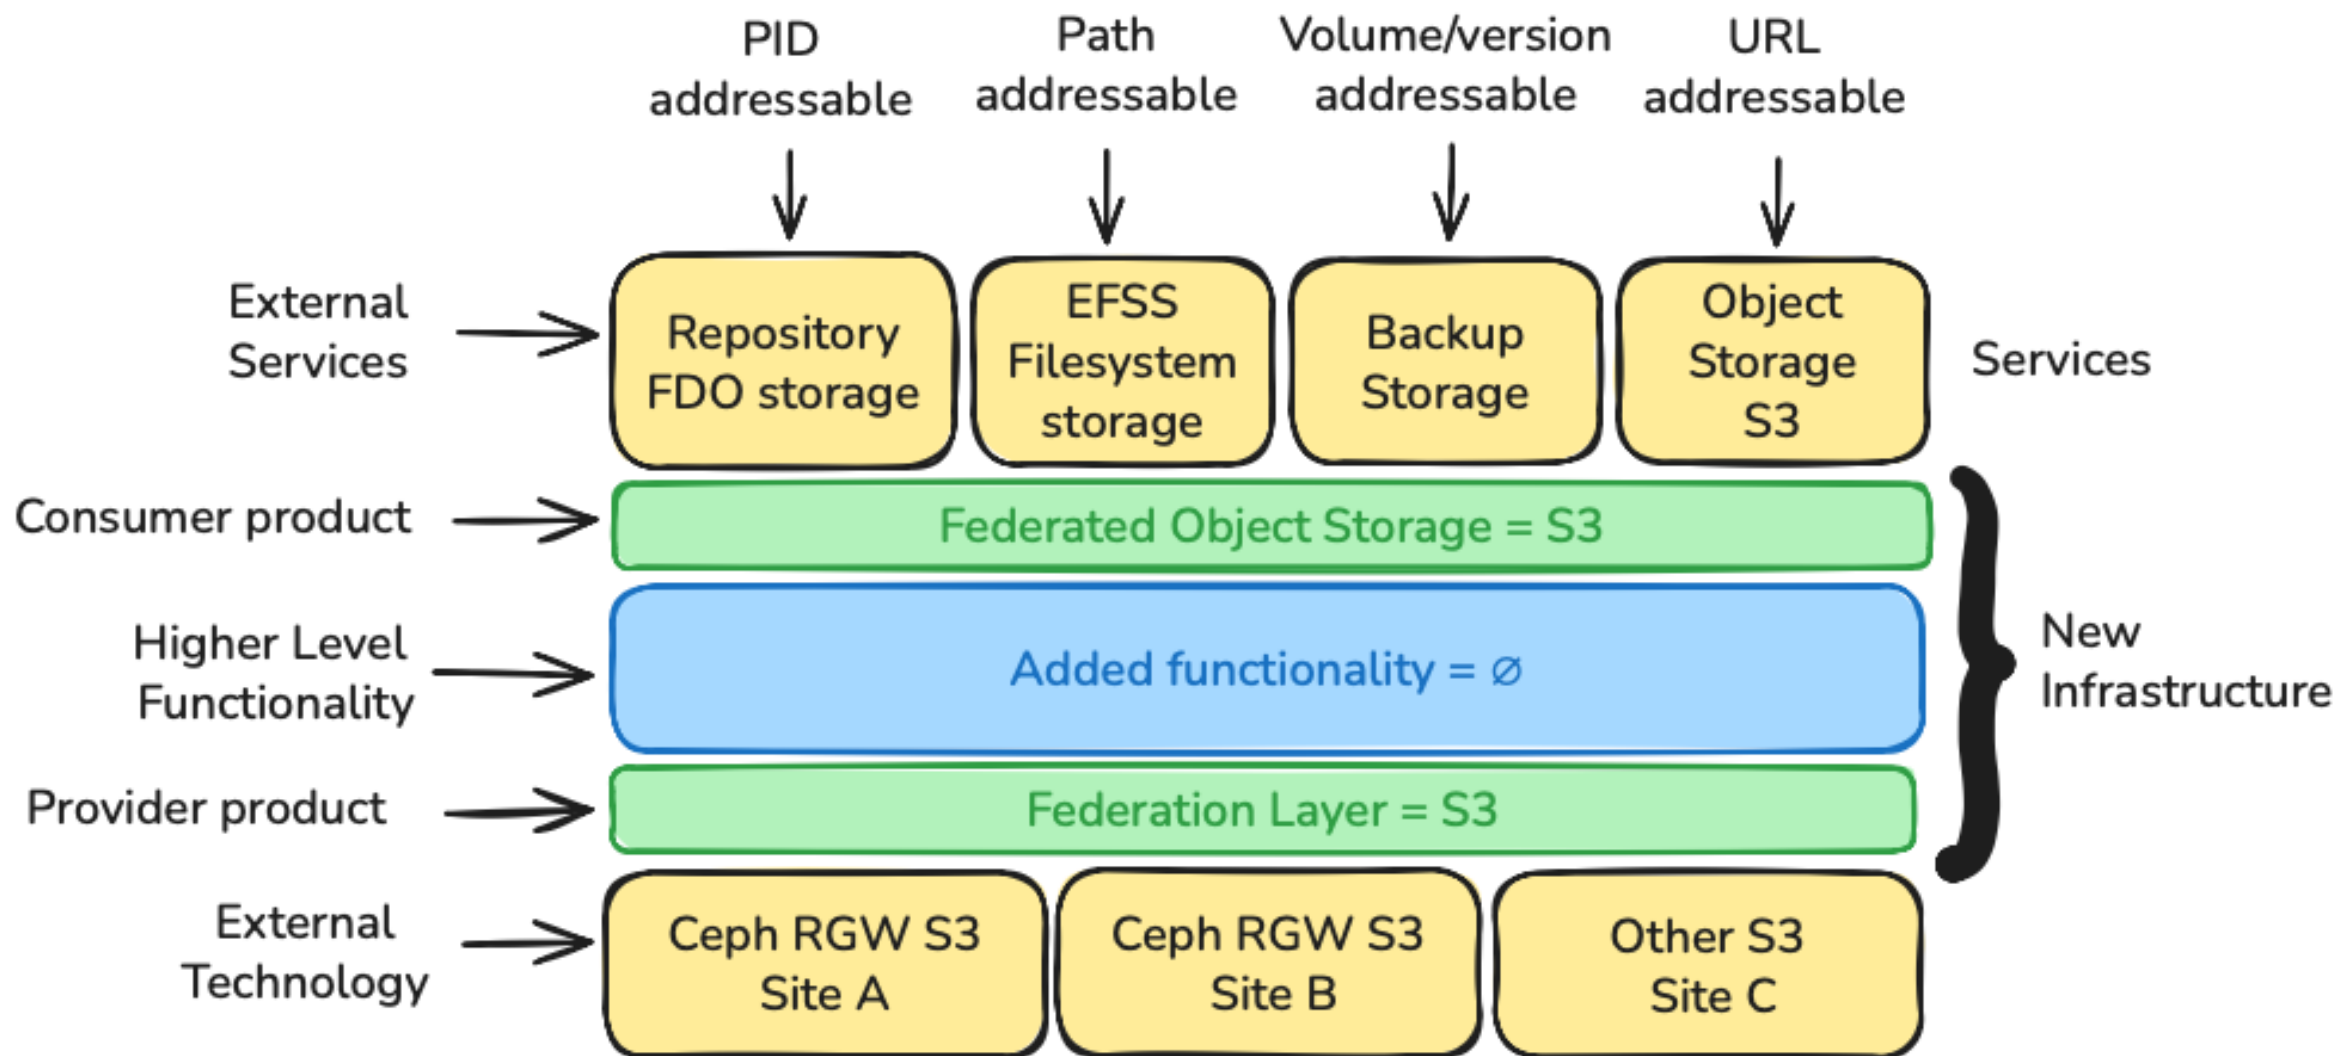 PID
addressable
Path
addressable
Volume/version
addressable
URL
addressable
External
Services
Repository
FDO storage
EFSS
Filesystem
storage
Backup
Storage
Object
Storage
S3
Services
Consumer product
Federated Object Storage = S3
Higher Level
Functionality
Added functionality = ∅
New
Infrastructure
Provider product
Federation Layer = S3
External
Technology
Ceph RGW S3
Site A
Ceph RGW S3
Site B
Other S3
Site C